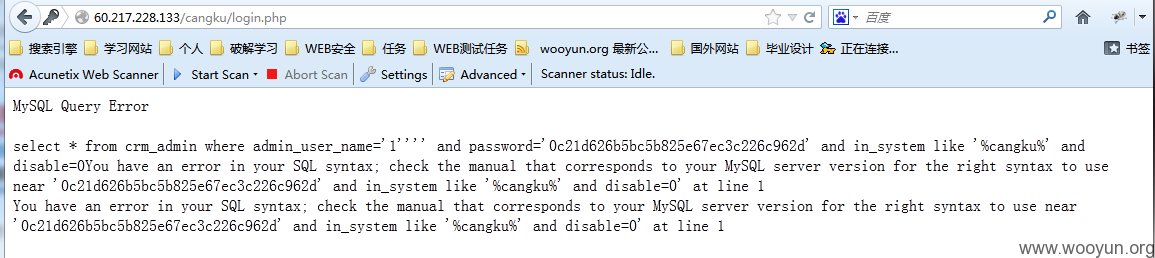 60.217.228.133/cangku/login.php
百度
搜索引擎 学习网站 个人 破解学习 WEB安全 任务 WEB测试任务 wooyun.org 最新公... 国外网站 毕业设计 正在连接... 书签
Acunetix Web Scanner Start Scan Abort Scan Settings Advanced Scanner status: Idle.
MySQL Query Error
select * from crm_admin where admin_user_name='1'''' and password='0c21d626b5bc5b825e67ec3c226c962d' and in_system like '%cangku%' and
disable=0You have an error in your SQL syntax; check the manual that corresponds to your MySQL server version for the right syntax to use
near '0c21d626b5bc5b825e67ec3c226c962d' and in_system like '%cangku%' and disable=0' at line 1
You have an error in your SQL syntax; check the manual that corresponds to your MySQL server version for the right syntax to use near
'0c21d626b5bc5b825e67ec3c226c962d' and in_system like '%cangku%' and disable=0' at line 1
www.wooyun.org